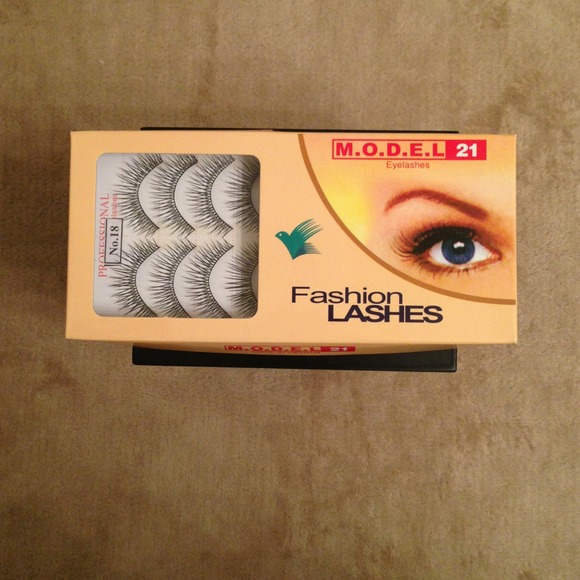 M.O.D.E.L 21
Eyelashes
PROFESSIONAL
No.18
Fashion
LASHES
M.O.D.E.L 21